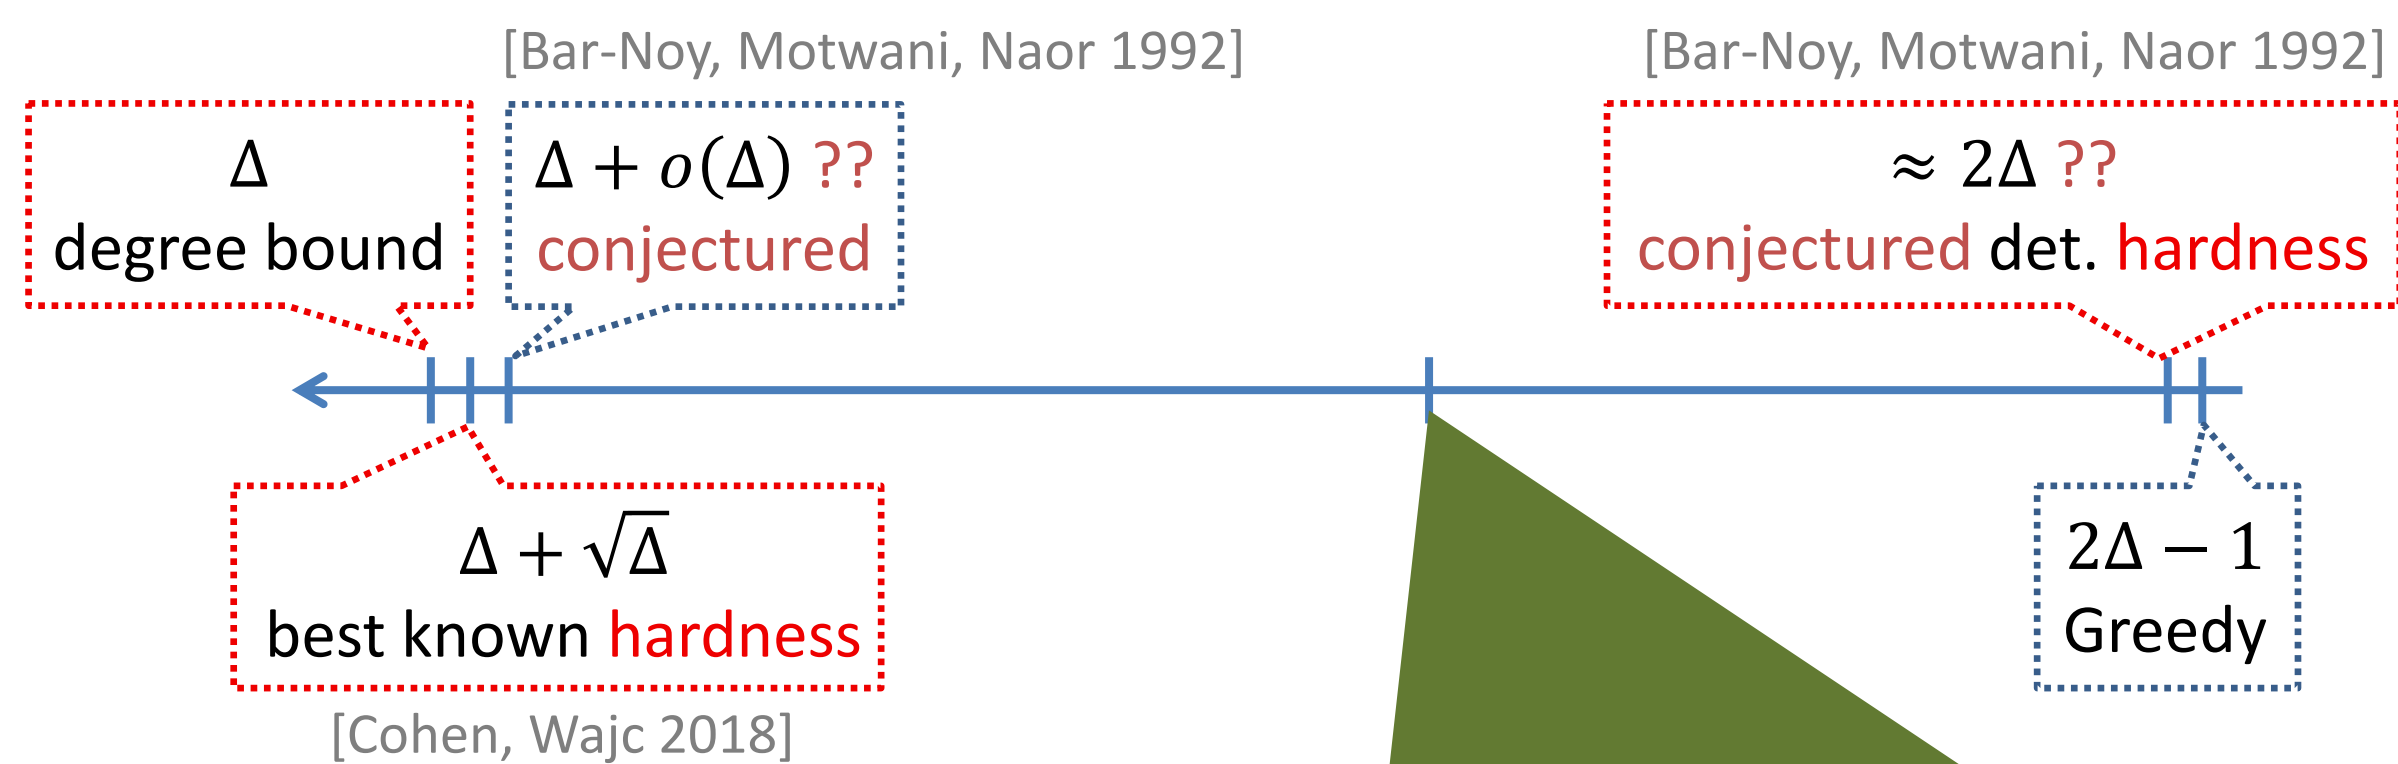 [Bar-Noy, Motwani, Naor 1992]
[Bar-Noy, Motwani, Naor 1992]
Δ
degree bound
Δ + o(Δ) ??
conjectured
≈ 2Δ ??
conjectured det. hardness
Δ + √Δ
best known hardness
[Cohen, Wajc 2018]
2Δ − 1
Greedy